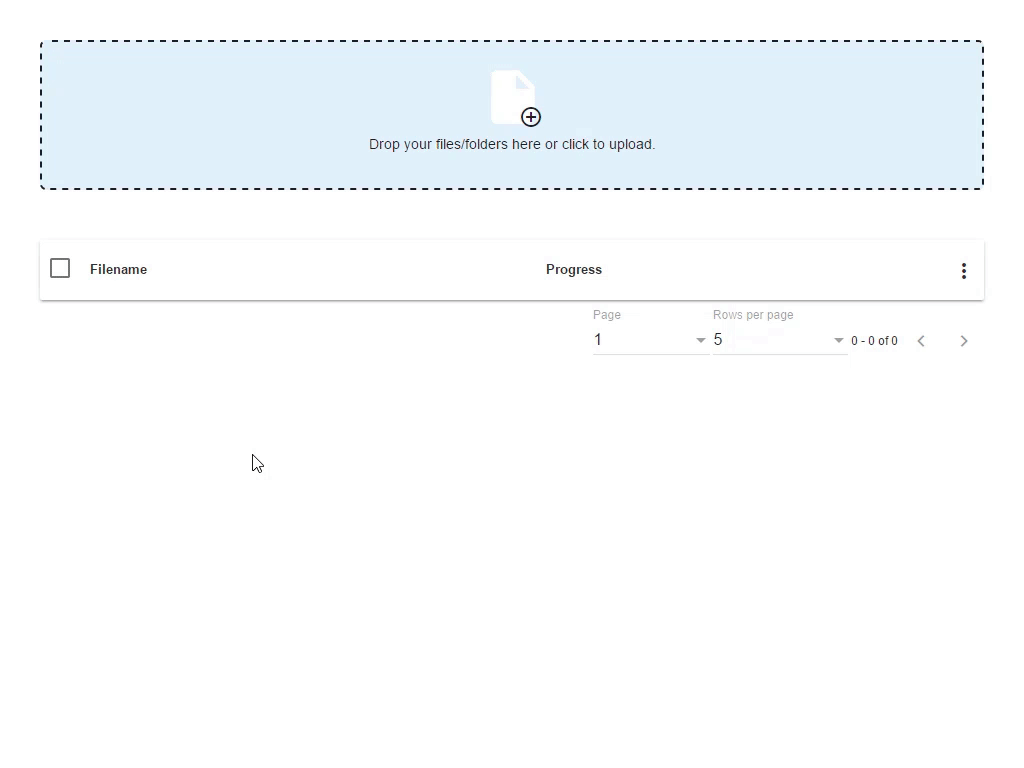 Drop your files/folders here or click to upload.
Filename Progress
Page Rows per page
1 5 0 - 0 of 0